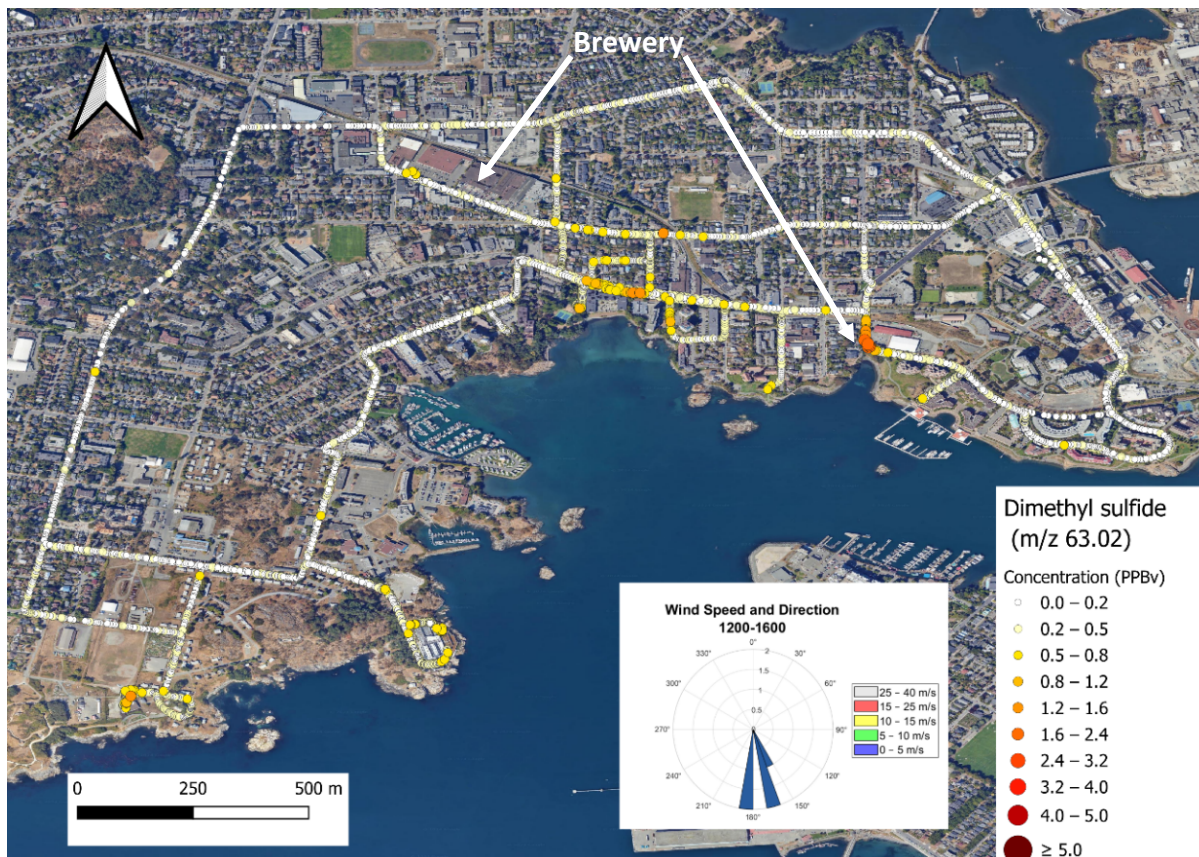 Brewery
Dimethyl sulfide
(m/z 63.02)
Concentration (PPBv)
0.0 – 0.2
0.2 – 0.5
0.5 – 0.8
0.8 – 1.2
1.2 – 1.6
1.6 – 2.4
2.4 – 3.2
3.2 – 4.0
4.0 – 5.0
≥ 5.0
Wind Speed and Direction
1200-1600
0°
30°
60°
90°
120°
150°
180°
210°
240°
270°
300°
330°
2
1.5
1
0.5
0
25 – 40 m/s
15 – 25 m/s
10 – 15 m/s
5 – 10 m/s
0 – 5 m/s
0 250 500 m